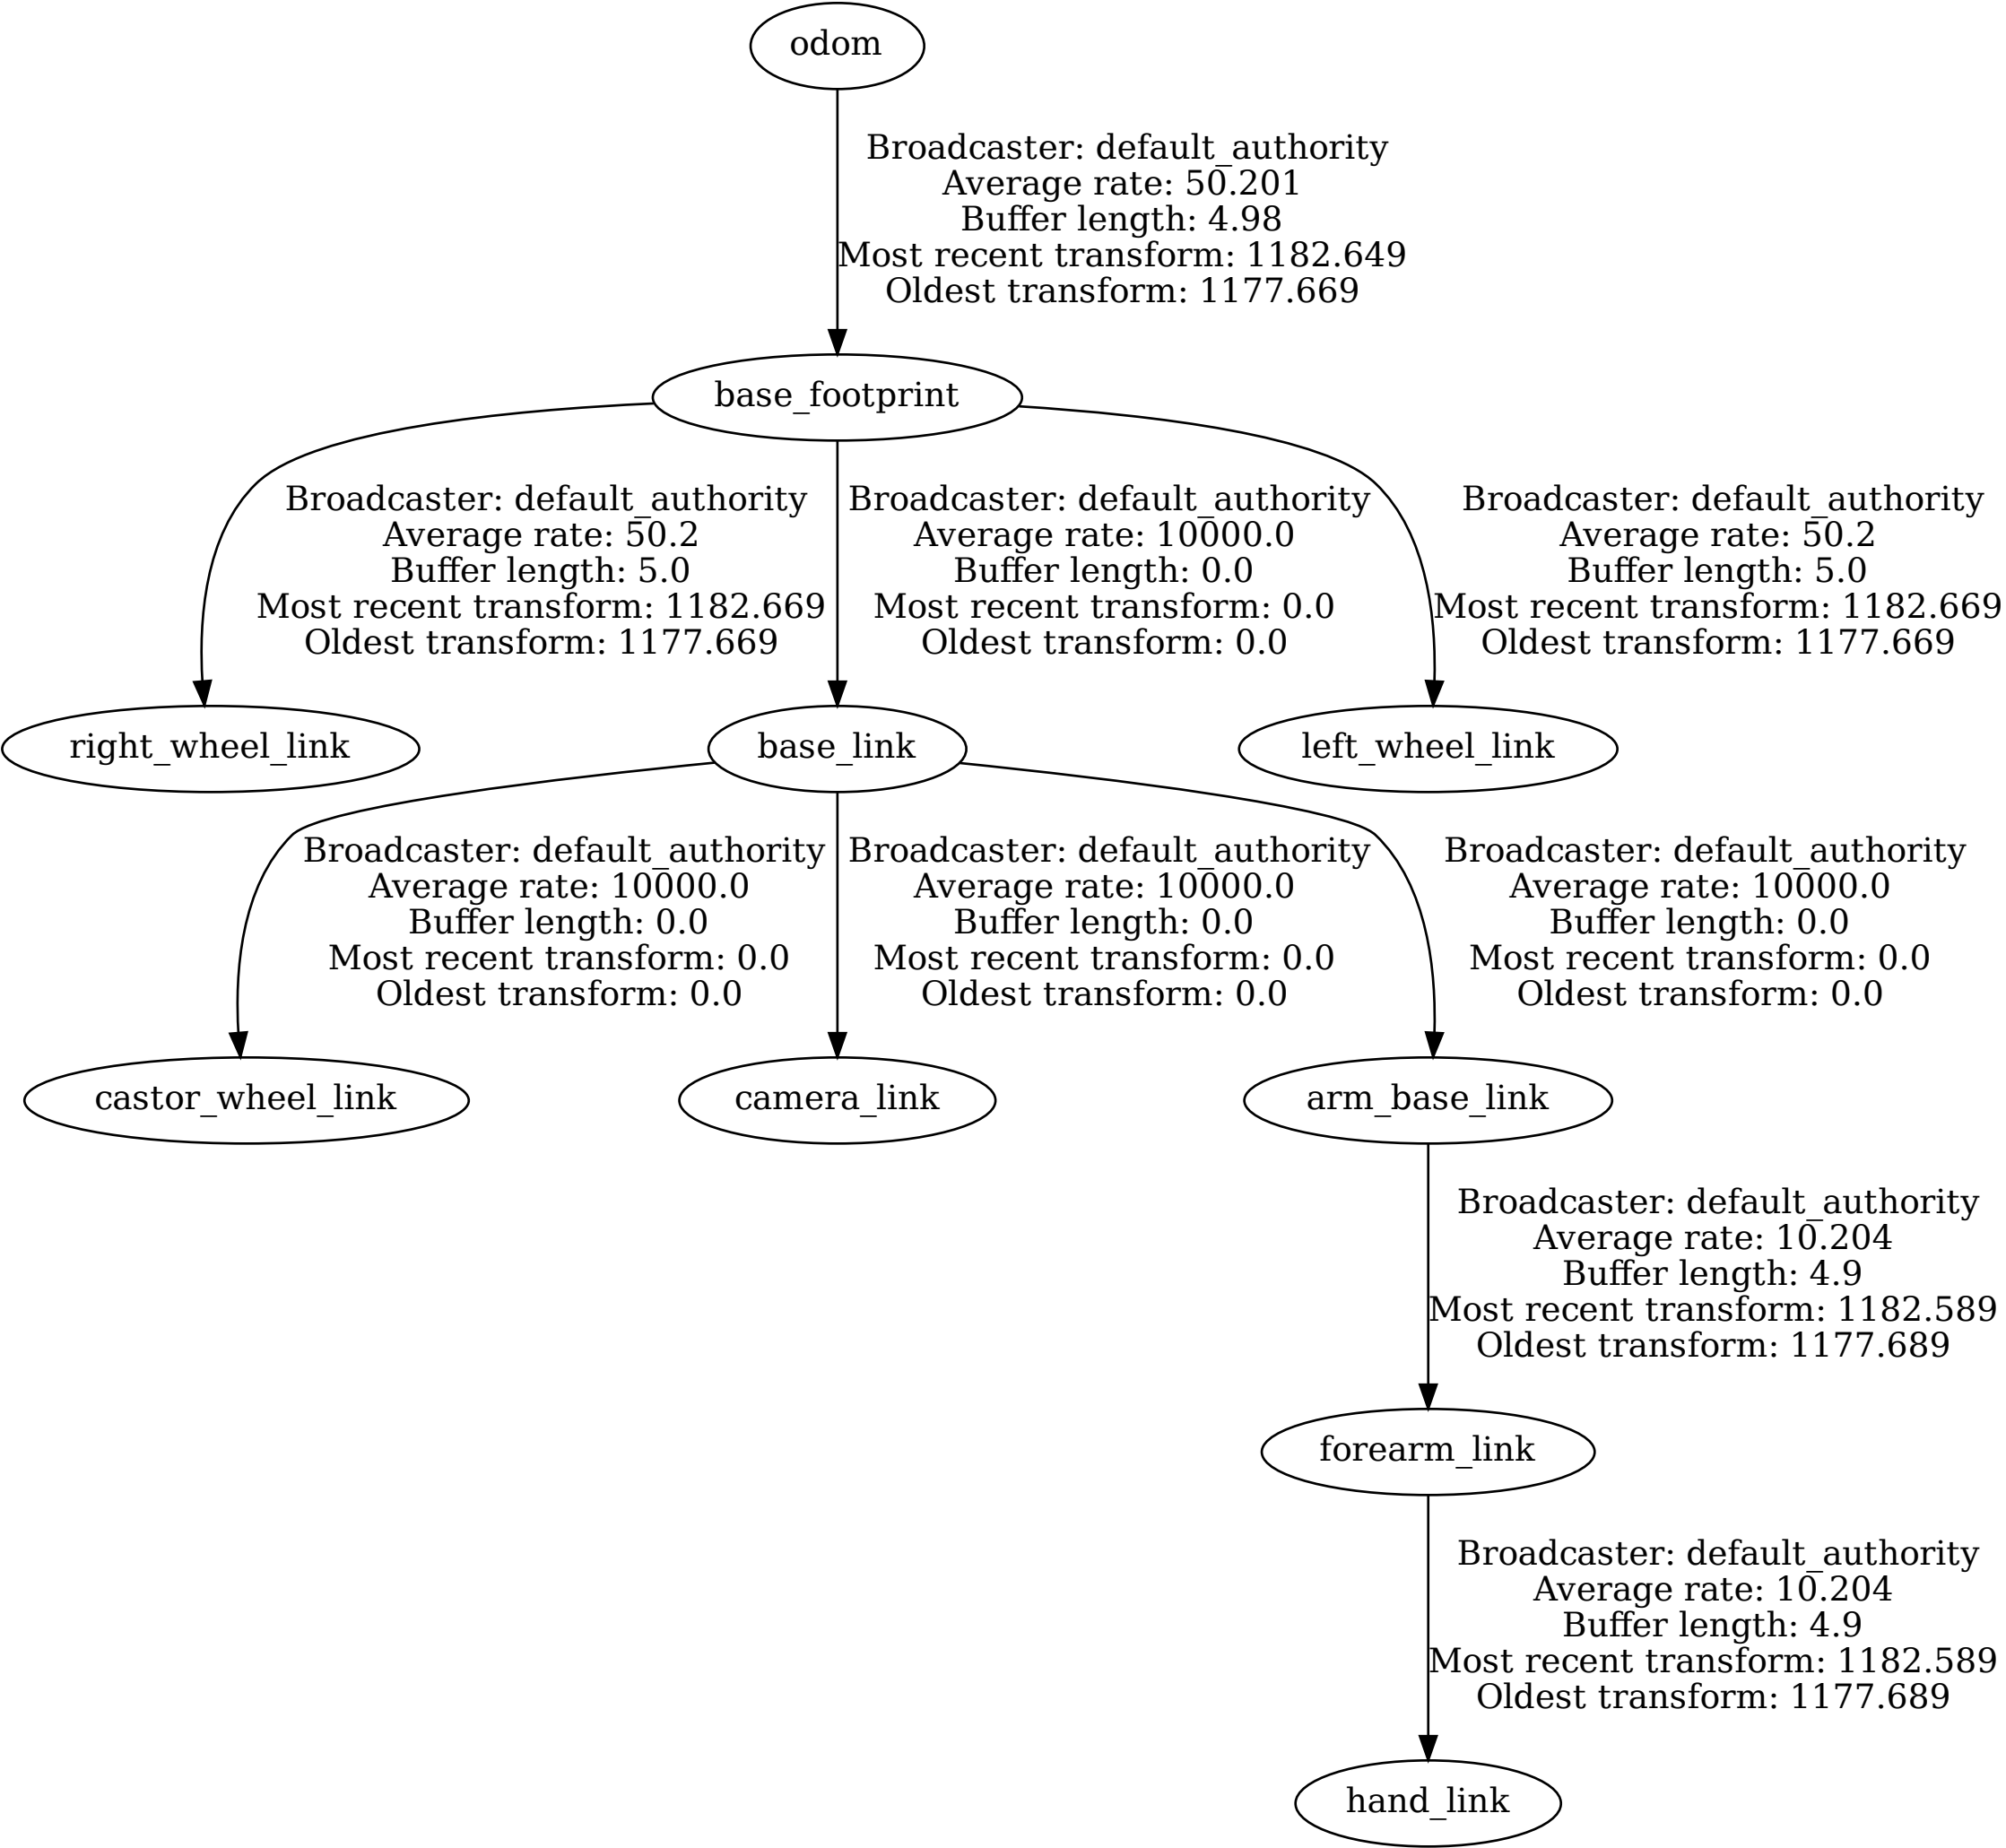 odom
Broadcaster: default_authority
Average rate: 50.201
Buffer length: 4.98
Most recent transform: 1182.649
Oldest transform: 1177.669
base_footprint
Broadcaster: default_authority
Average rate: 50.2
Buffer length: 5.0
Most recent transform: 1182.669
Oldest transform: 1177.669
Broadcaster: default_authority
Average rate: 10000.0
Buffer length: 0.0
Most recent transform: 0.0
Oldest transform: 0.0
Broadcaster: default_authority
Average rate: 50.2
Buffer length: 5.0
Most recent transform: 1182.669
Oldest transform: 1177.669
right_wheel_link
base_link
left_wheel_link
Broadcaster: default_authority
Average rate: 10000.0
Buffer length: 0.0
Most recent transform: 0.0
Oldest transform: 0.0
Broadcaster: default_authority
Average rate: 10000.0
Buffer length: 0.0
Most recent transform: 0.0
Oldest transform: 0.0
Broadcaster: default_authority
Average rate: 10000.0
Buffer length: 0.0
Most recent transform: 0.0
Oldest transform: 0.0
castor_wheel_link
camera_link
arm_base_link
Broadcaster: default_authority
Average rate: 10.204
Buffer length: 4.9
Most recent transform: 1182.589
Oldest transform: 1177.689
forearm_link
Broadcaster: default_authority
Average rate: 10.204
Buffer length: 4.9
Most recent transform: 1182.589
Oldest transform: 1177.689
hand_link